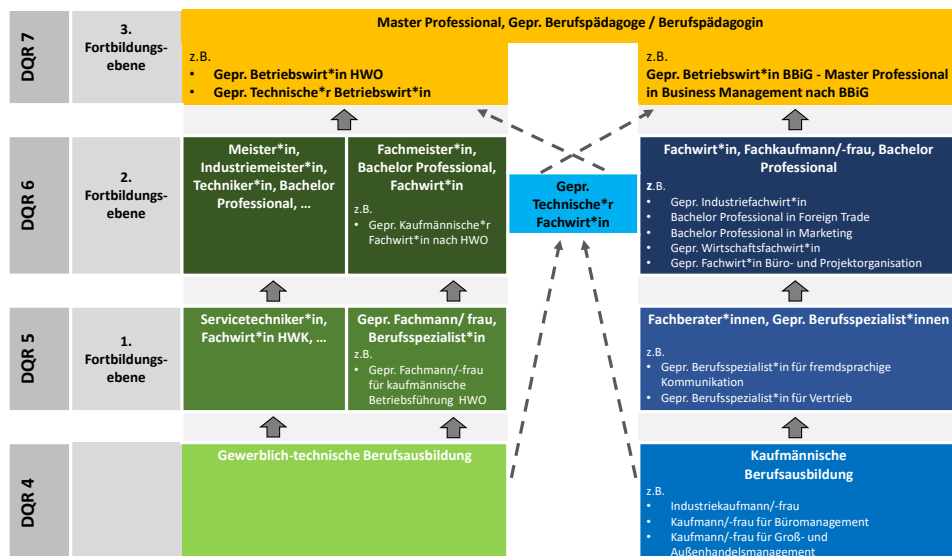 DQR 7
3.
Fortbildungs-
ebene
Master Professional, Gepr. Berufspädagoge / Berufspädagogin
z.B.
• Gepr. Betriebswirt*in HWO
• Gepr. Technische*r Betriebswirt*in
z.B.
Gepr. Betriebswirt*in BBiG - Master Professional
in Business Management nach BBiG
DQR 6
2.
Fortbildungs-
ebene
Meister*in,
Industriemeister*in,
Techniker*in, Bachelor
Professional, ...
Fachmeister*in,
Bachelor Professional,
Fachwirt*in
z.B.
• Gepr. Kaufmännische*r
Fachwirt*in nach HWO
Gepr.
Technische*r
Fachwirt*in
Fachwirt*in, Fachkaufmann/-frau, Bachelor
Professional
z.B.
• Gepr. Industriefachwirt*in
• Bachelor Professional in Foreign Trade
• Bachelor Professional in Marketing
• Gepr. Wirtschaftsfachwirt*in
• Gepr. Fachwirt*in Büro- und Projektorganisation
DQR 5
1.
Fortbildungs-
ebene
Servicetechniker*in,
Fachwirt*in HWK, ...
Gepr. Fachmann/ frau,
Berufsspezialist*in
z.B.
• Gepr. Fachmann/-frau
für kaufmännische
Betriebsführung HWO
Fachberater*innen, Gepr. Berufsspezialist*innen
z.B.
• Gepr. Berufsspezialist*in für fremdsprachige
Kommunikation
• Gepr. Berufsspezialist*in für Vertrieb
DQR 4
Gewerblich-technische Berufsausbildung
Kaufmännische
Berufsausbildung
z.B.
• Industriekaufmann/-frau
• Kaufmann/-frau für Büromanagement
• Kaufmann/-frau für Groß- und
Außenhandelsmanagement